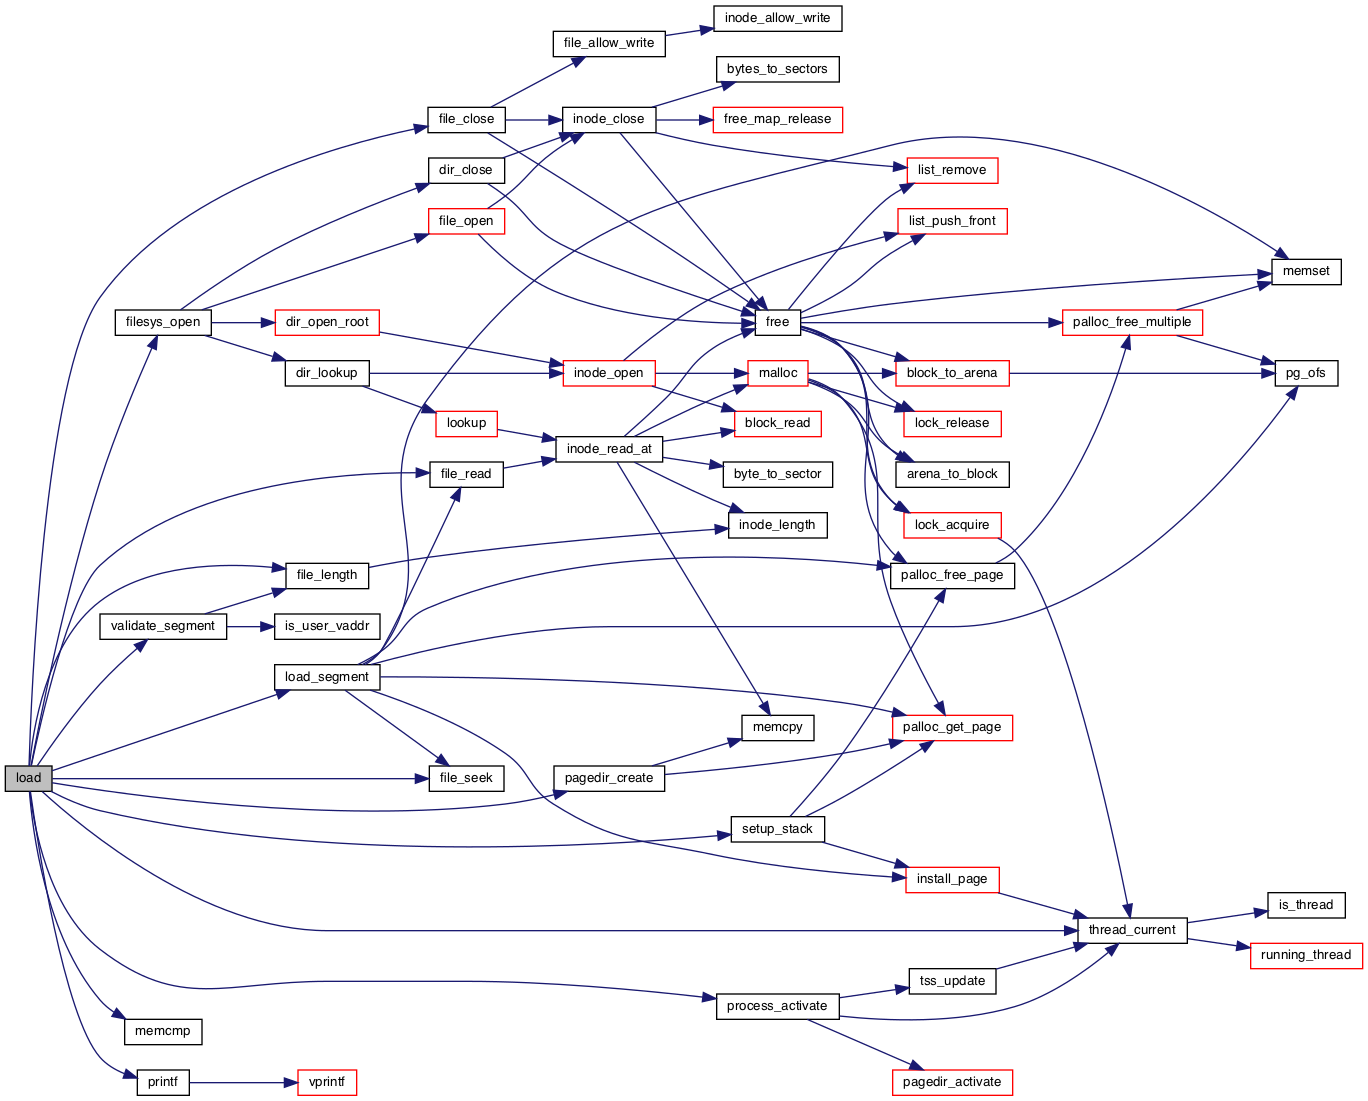 inode_allow_write
file_allow_write
bytes_to_sectors
file_close
inode_close
free_map_release
dir_close
list_remove
file_open
list_push_front
memset
filesys_open
dir_open_root
free
palloc_free_multiple
dir_lookup
inode_open
malloc
block_to_arena
pg_ofs
lookup
block_read
lock_release
inode_read_at
file_read
byte_to_sector
arena_to_block
inode_length
lock_acquire
file_length
palloc_free_page
validate_segment
is_user_vaddr
load_segment
memcpy
palloc_get_page
load
file_seek
pagedir_create
setup_stack
install_page
is_thread
thread_current
running_thread
tss_update
process_activate
memcmp
printf
vprintf
pagedir_activate